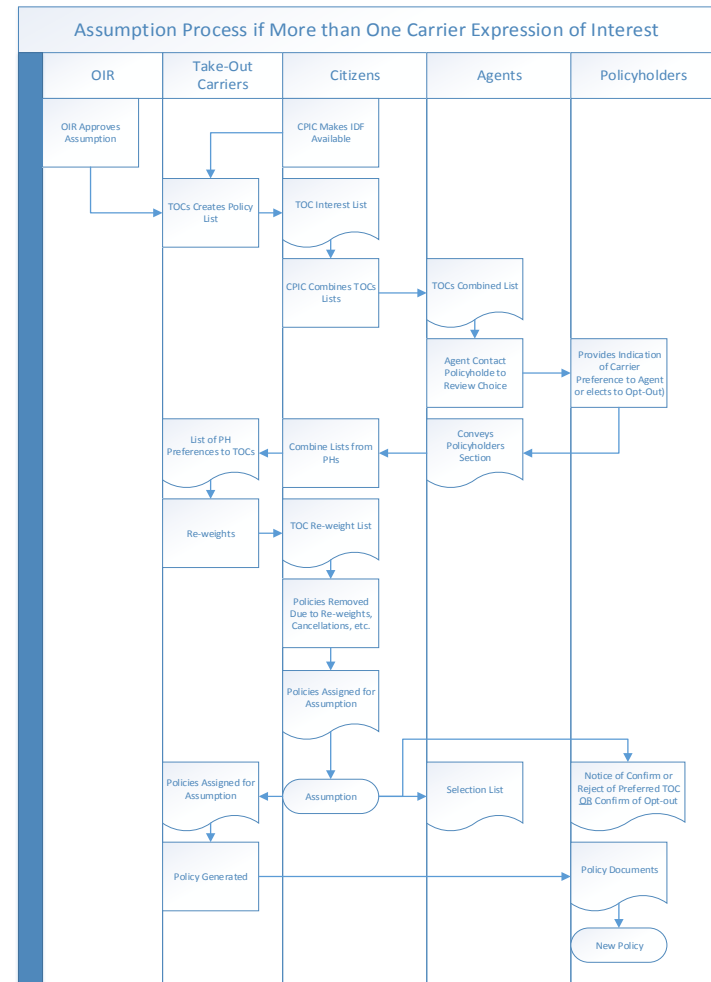 Assumption Process if More than One Carrier Expression of Interest
OIR
Take-Out
Carriers
Citizens
Agents
Policyholders
OIR Approves
Assumption
CPIC Makes IDF
Available
TOCs Creates Policy
List
TOC Interest List
CPIC Combines TOCs
Lists
TOCs Combined List
Agent Contact
Policyholde to
Review Choice
Provides Indication
of Carrier
Preference to Agent
or elects to Opt-Out)
List of PH
Preferences to TOCs
Combine Lists from
PHs
Conveys
Policyholders
Section
Re-weights
TOC Re-weight List
Policies Removed
Due to Re-weights,
Cancellations, etc.
Policies Assigned for
Assumption
Policies Assigned for
Assumption
Assumption
Selection List
Notice of Confirm or
Reject of Preferred TOC
OR Confirm of Opt-out
Policy Generated
Policy Documents
New Policy